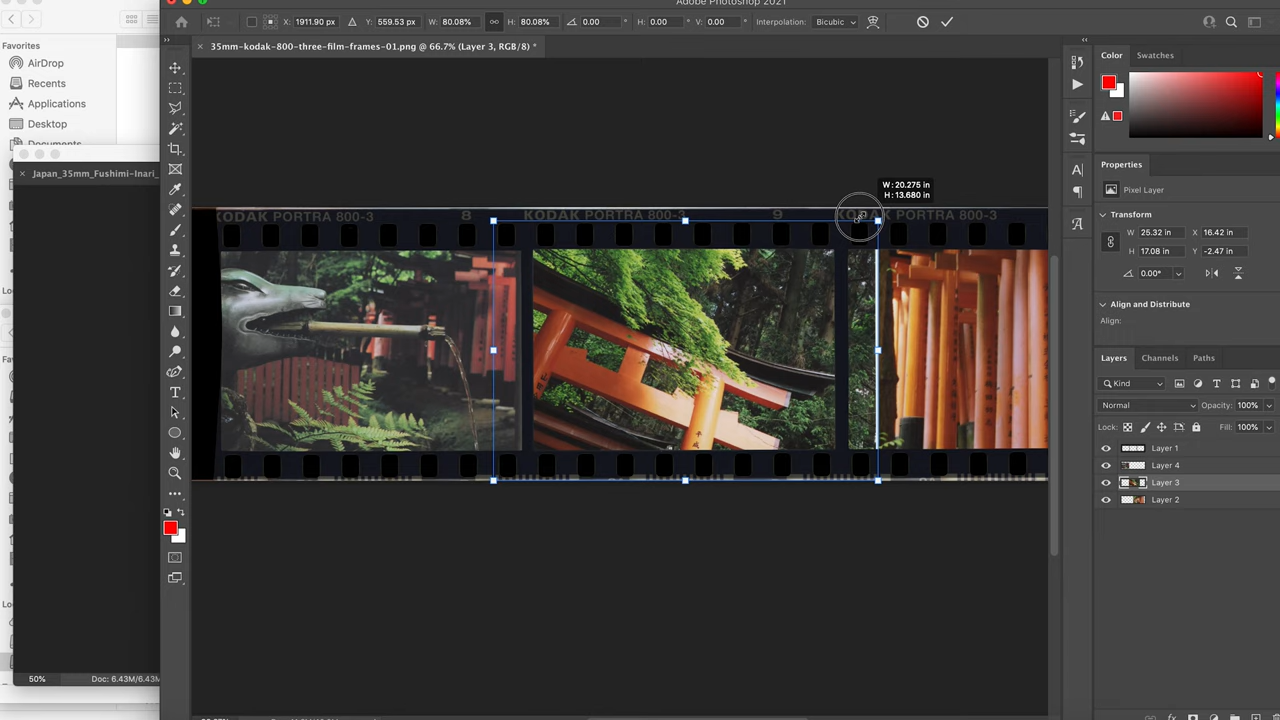 Adobe Photoshop 2021
X: 1911.90 px Y: 559.53 px W: 80.08% H: 80.08% 0.00 H: 0.00 V: 0.00 Interpolation: Bicubic
35mm-kodak-800-three-film-frames-01.png @ 66.7% (Layer 3, RGB/8) *
Favorites
AirDrop
Recents
Applications
Desktop
Documents
Japan_35mm_Fushimi-Inari_
50% Doc: 6.43M/6.43M
KODAK PORTRA 800-3 8 KODAK PORTRA 800-3 9 KODAK PORTRA 800-3
W: 20.275 in
H: 13.680 in
Color Swatches
Properties
Pixel Layer
Transform
W 25.32 in X 16.42 in
H 17.08 in Y -2.47 in
0.00°
Align and Distribute
Align:
Layers Channels Paths
Kind
Normal Opacity: 100%
Lock: Fill: 100%
Layer 1
Layer 4
Layer 3
Layer 2